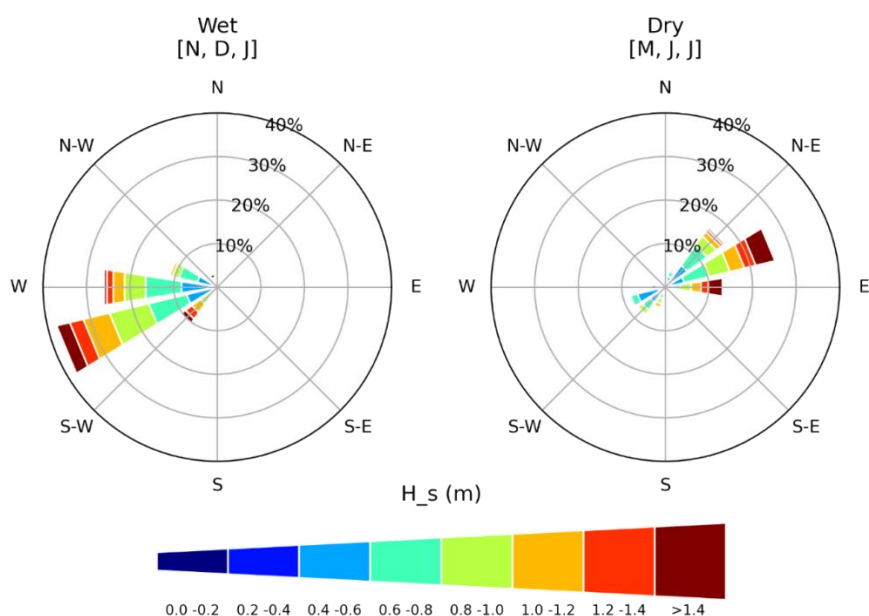 Wet
[N, D, J]
N
40%
N-W
N-E
30%
20%
10%
W
E
S-W
S-E
S
Dry
[M, J, J]
N
40%
N-W
N-E
30%
20%
10%
W
E
S-W
S-E
S
H_s (m)
0.0 -0.2 0.2 -0.4 0.4 -0.6 0.6 -0.8 0.8 -1.0 1.0 -1.2 1.2 -1.4 >1.4